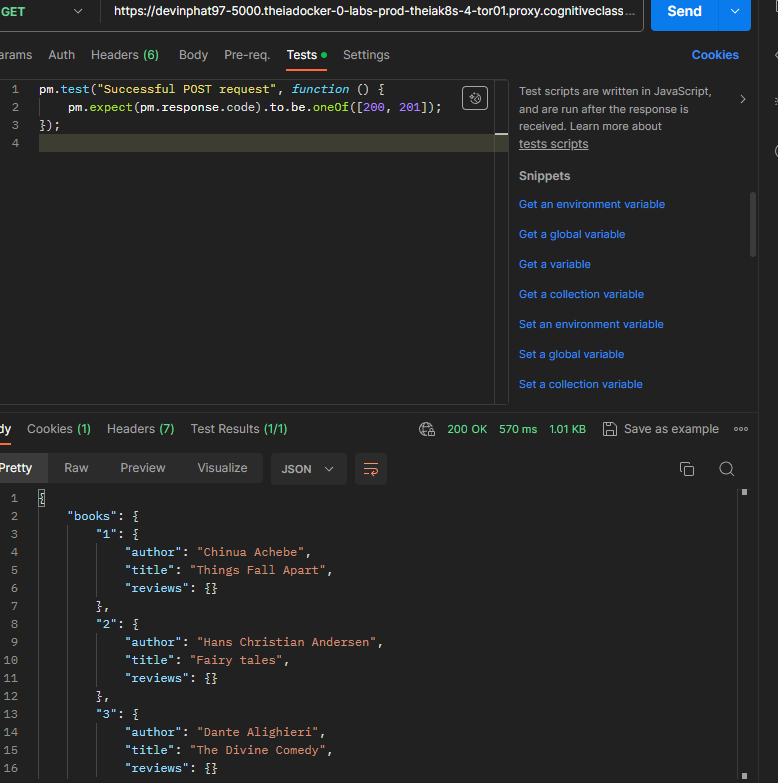 GET https://devinphat97-5000.theiadocker-0-labs-prod-theiak8s-4-tor01.proxy.cognitiveclass... Send
arams Auth Headers (6) Body Pre-req. Tests Settings Cookies
1 pm.test("Successful POST request", function () {
2 pm.expect(pm.response.code).to.be.oneOf([200, 201]);
3 });
4
Test scripts are written in JavaScript,
and are run after the response is
received. Learn more about
tests scripts
Snippets
Get an environment variable
Get a global variable
Get a variable
Get a collection variable
Set an environment variable
Set a global variable
Set a collection variable
dy Cookies (1) Headers (7) Test Results (1/1) 200 OK 570 ms 1.01 KB Save as example
Pretty Raw Preview Visualize JSON
1 {
2 "books": {
3 "1": {
4 "author": "Chinua Achebe",
5 "title": "Things Fall Apart",
6 "reviews": {}
7 },
8 "2": {
9 "author": "Hans Christian Andersen",
10 "title": "Fairy tales",
11 "reviews": {}
12 },
13 "3": {
14 "author": "Dante Alighieri",
15 "title": "The Divine Comedy",
16 "reviews": {}